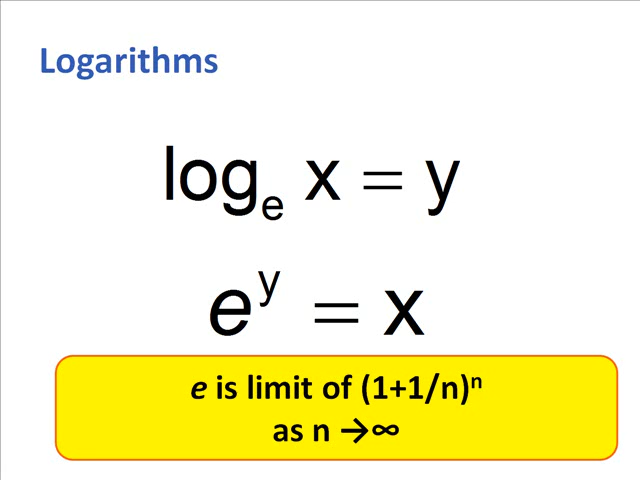 Logarithms
logₑ x = y
eʸ = x
e is limit of (1+1/n)ⁿ
as n →∞